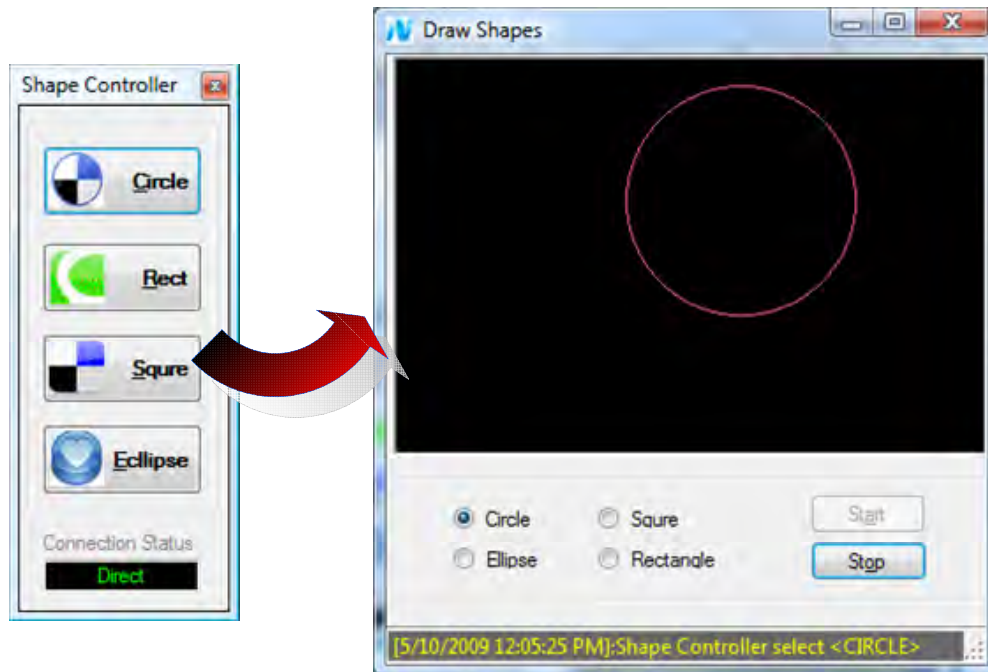 Shape Controller
Circle
Rect
Squre
Ecllipse
Connection Status
Direct
Draw Shapes
Circle
Squre
Start
Ellipse
Rectangle
Stop
[5/10/2009 12:05:25 PM]:Shape Controller select <CIRCLE>